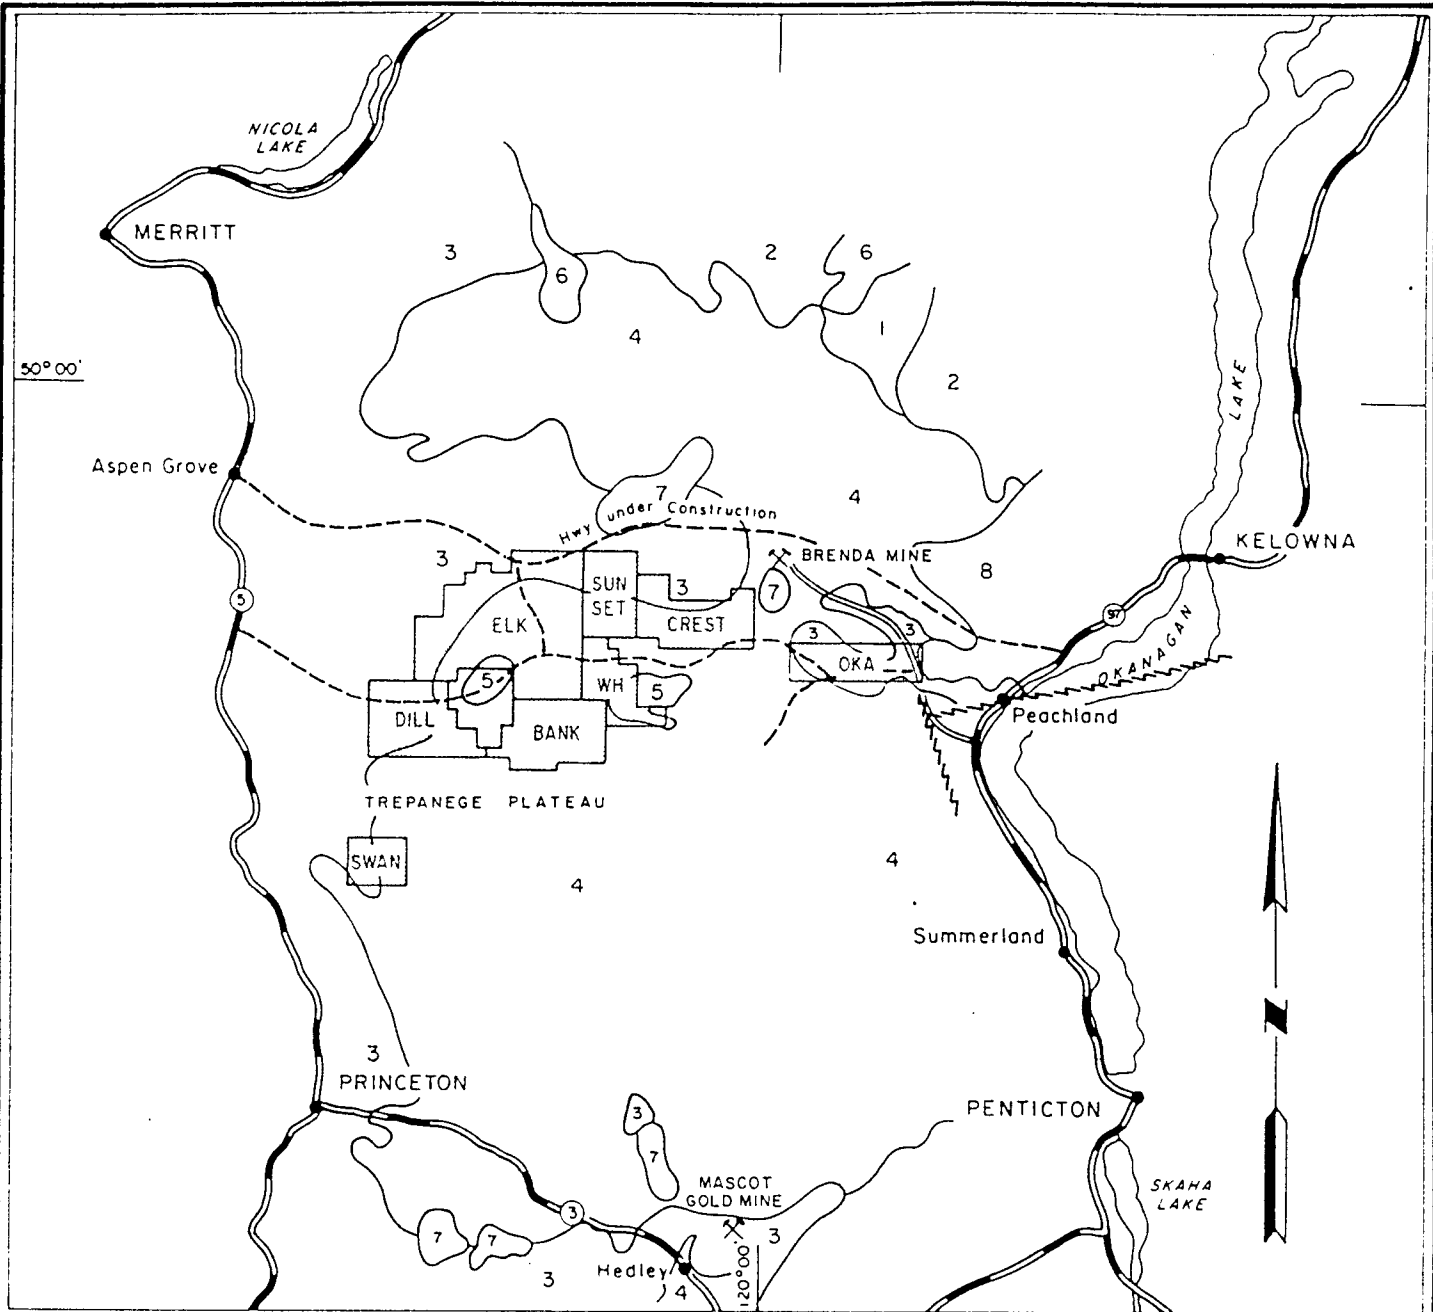 NICOLA
LAKE
MERRITT
3
2
6
6
4
1
50°00'
2
LAKE
Aspen Grove
7
4
Hwy under Construction
KELOWNA
3
BRENDA MINE
8
SUN
SET
3
7
5
97
ELK
CREST
3
3
OKANAGAN
OKA
5
WH
5
DILL
BANK
Peachland
TREPANEGE PLATEAU
SWAN
4
4
Summerland
3
PRINCETON
3
PENTICTON
7
MASCOT
GOLD MINE
SKAHA
LAKE
3
7
7
3
Hedley
3
4
120°00'
N